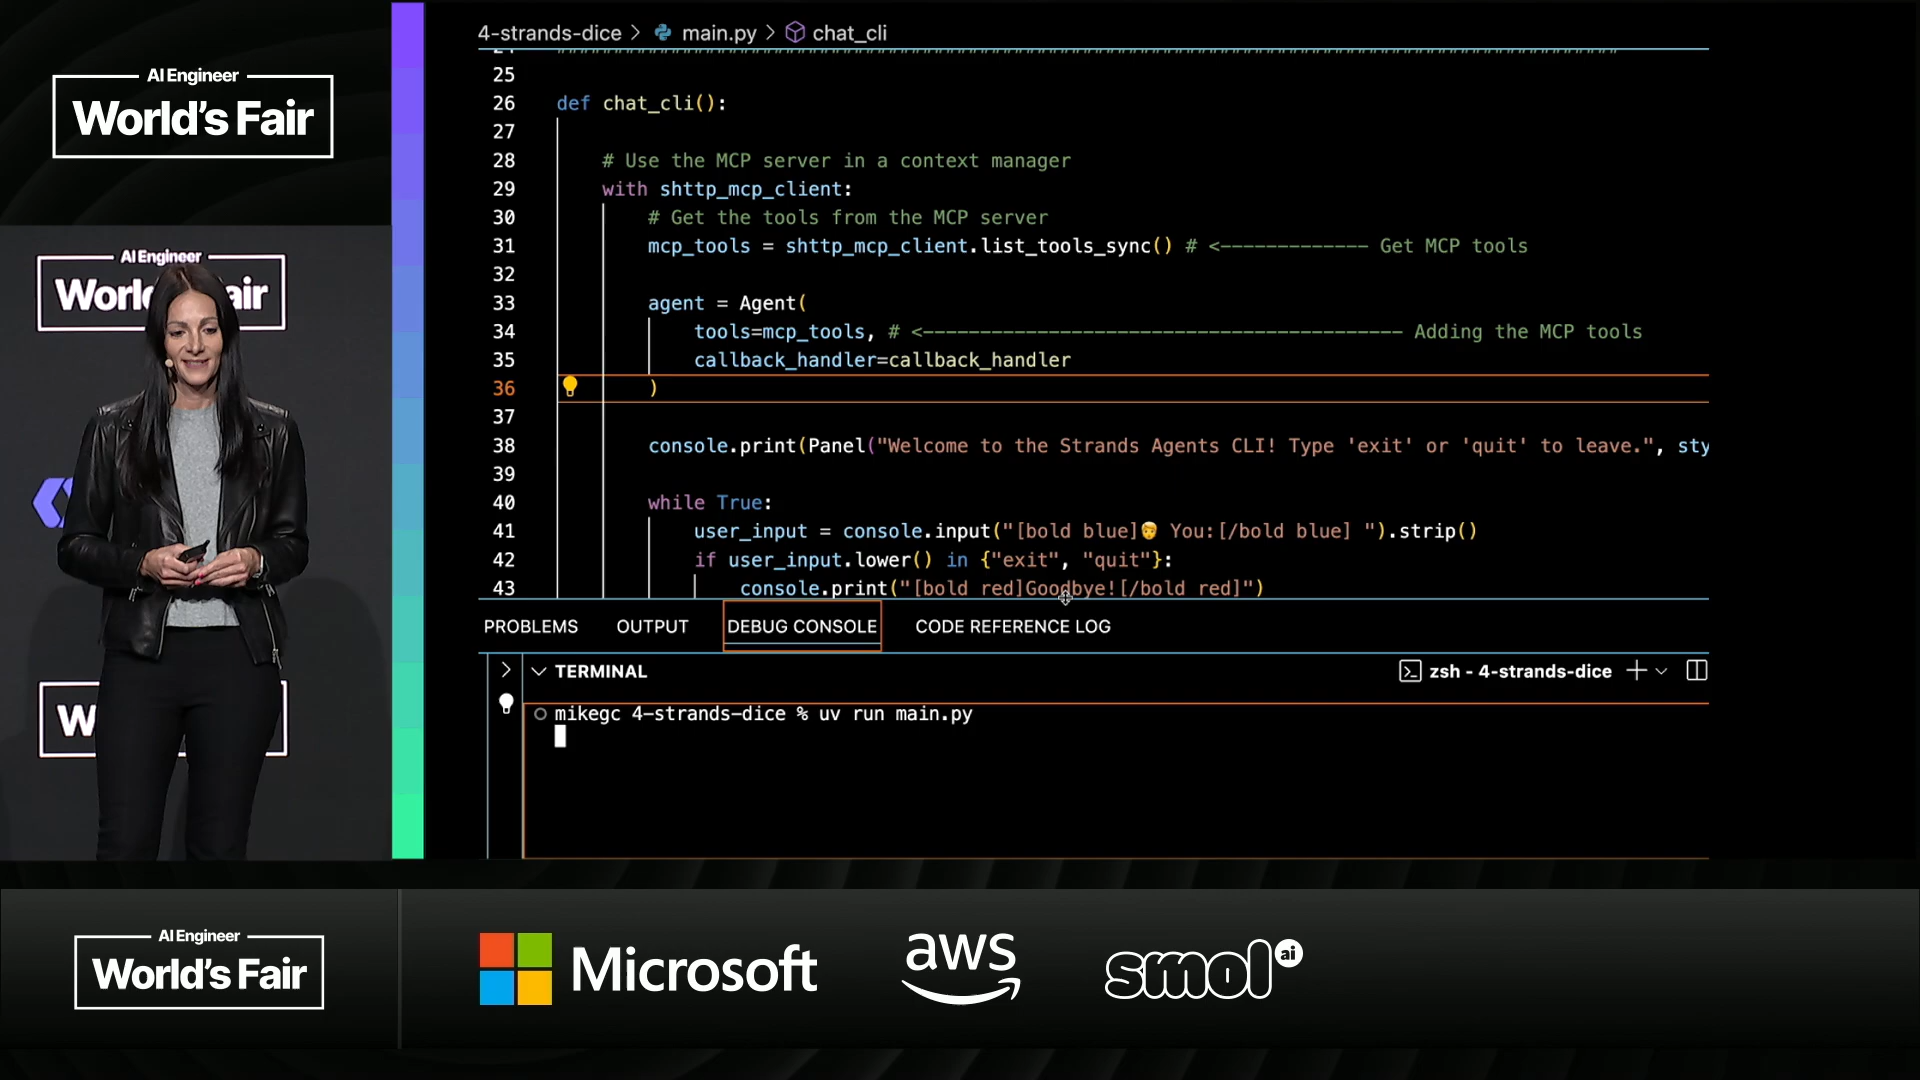 AI Engineer
World's Fair
AI Engineer
Worl
air
W
4-strands-dice > main.py > chat_cli
25
26 def chat_cli():
27
28 # Use the MCP server in a context manager
29 with shttp_mcp_client:
30 # Get the tools from the MCP server
31 mcp_tools = shttp_mcp_client.list_tools_sync() # <------------- Get MCP tools
32
33 agent = Agent(
34 tools=mcp_tools, # <------------------------------------------ Adding the MCP tools
35 callback_handler=callback_handler
36 )
37
38 console.print(Panel("Welcome to the Strands Agents CLI! Type 'exit' or 'quit' to leave.", sty
39
40 while True:
41 user_input = console.input("[bold blue]👨 You:[/bold blue] ").strip()
42 if user_input.lower() in {"exit", "quit"}:
43 console.print("[bold red]Goodbye![/bold red]")
PROBLEMS OUTPUT DEBUG CONSOLE CODE REFERENCE LOG
TERMINAL
zsh - 4-strands-dice
mikegc 4-strands-dice % uv run main.py
AI Engineer
World's Fair
Microsoft
aws
smol ai